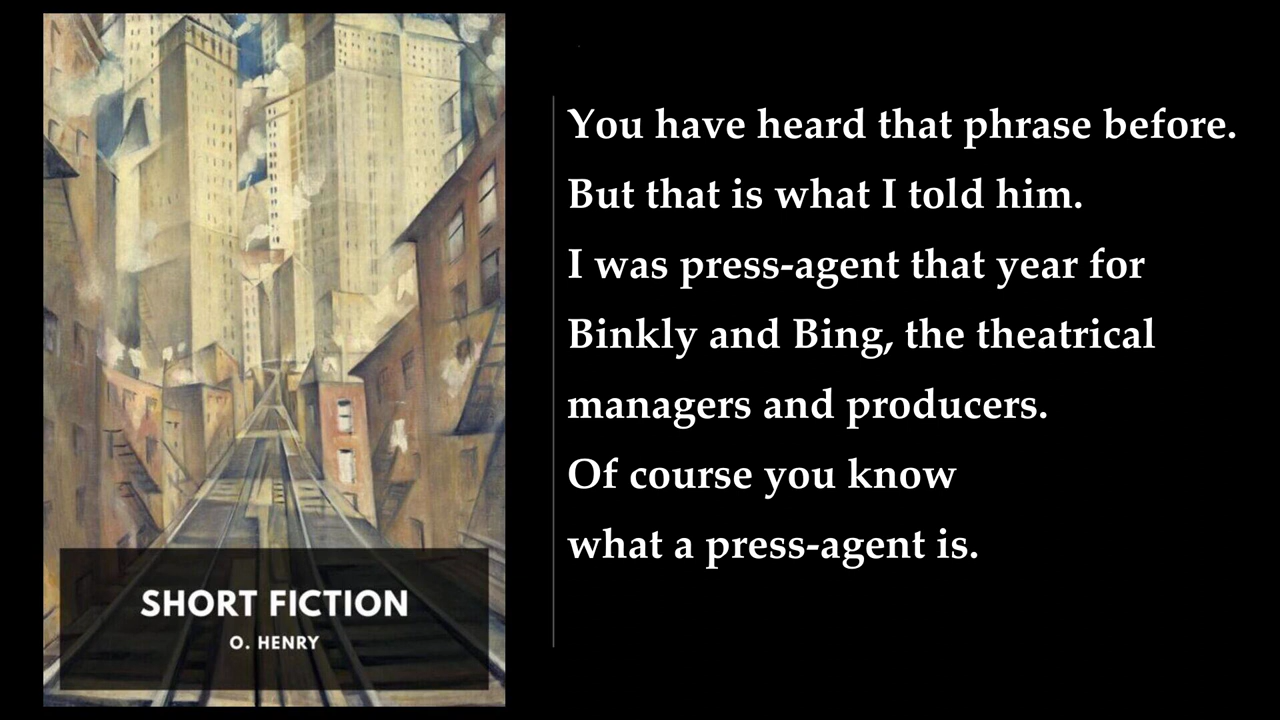 SHORT FICTION
O. HENRY
You have heard that phrase before.
But that is what I told him.
I was press-agent that year for
Binkly and Bing, the theatrical
managers and producers.
Of course you know
what a press-agent is.